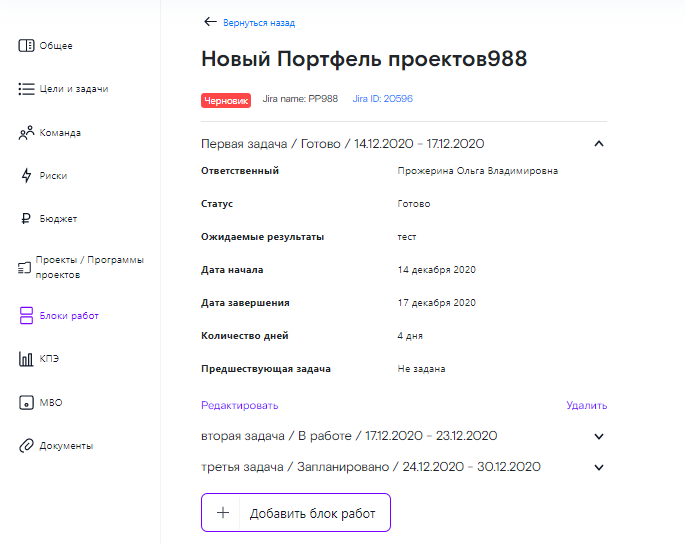 Вернуться назад
Новый Портфель проектов988
Черновик Jira name: PP988 Jira ID: 20596
Общее
Цели и задачи
Команда
Риски
Бюджет
Проекты / Программы
проектов
Блоки работ
КПЭ
МВО
Документы
Первая задача / Готово / 14.12.2020 - 17.12.2020
Ответственный Прожерина Ольга Владимировна
Статус Готово
Ожидаемые результаты тест
Дата начала 14 декабря 2020
Дата завершения 17 декабря 2020
Количество дней 4 дня
Предшествующая задача Не задана
Редактировать Удалить
вторая задача / В работе / 17.12.2020 - 23.12.2020
третья задача / Запланировано / 24.12.2020 - 30.12.2020
Добавить блок работ